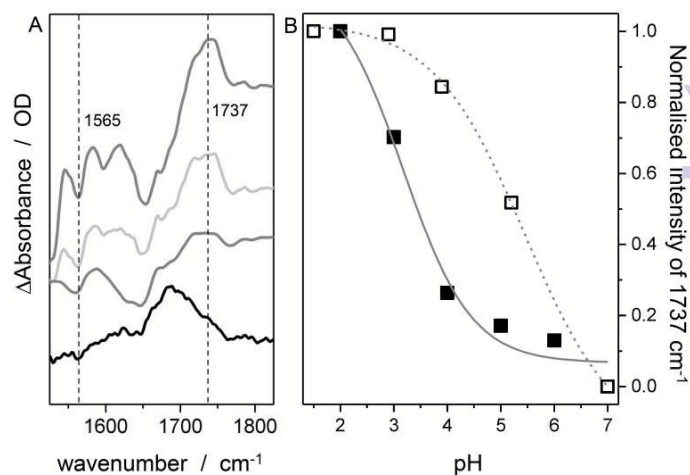 A
B
1565
1737
ΔAbsorbance / OD
1600
1700
1800
wavenumber / cm⁻¹
1.0
0.8
0.6
0.4
0.2
0.0
Normalised Intensity of 1737 cm⁻¹
2
3
4
5
6
7
pH